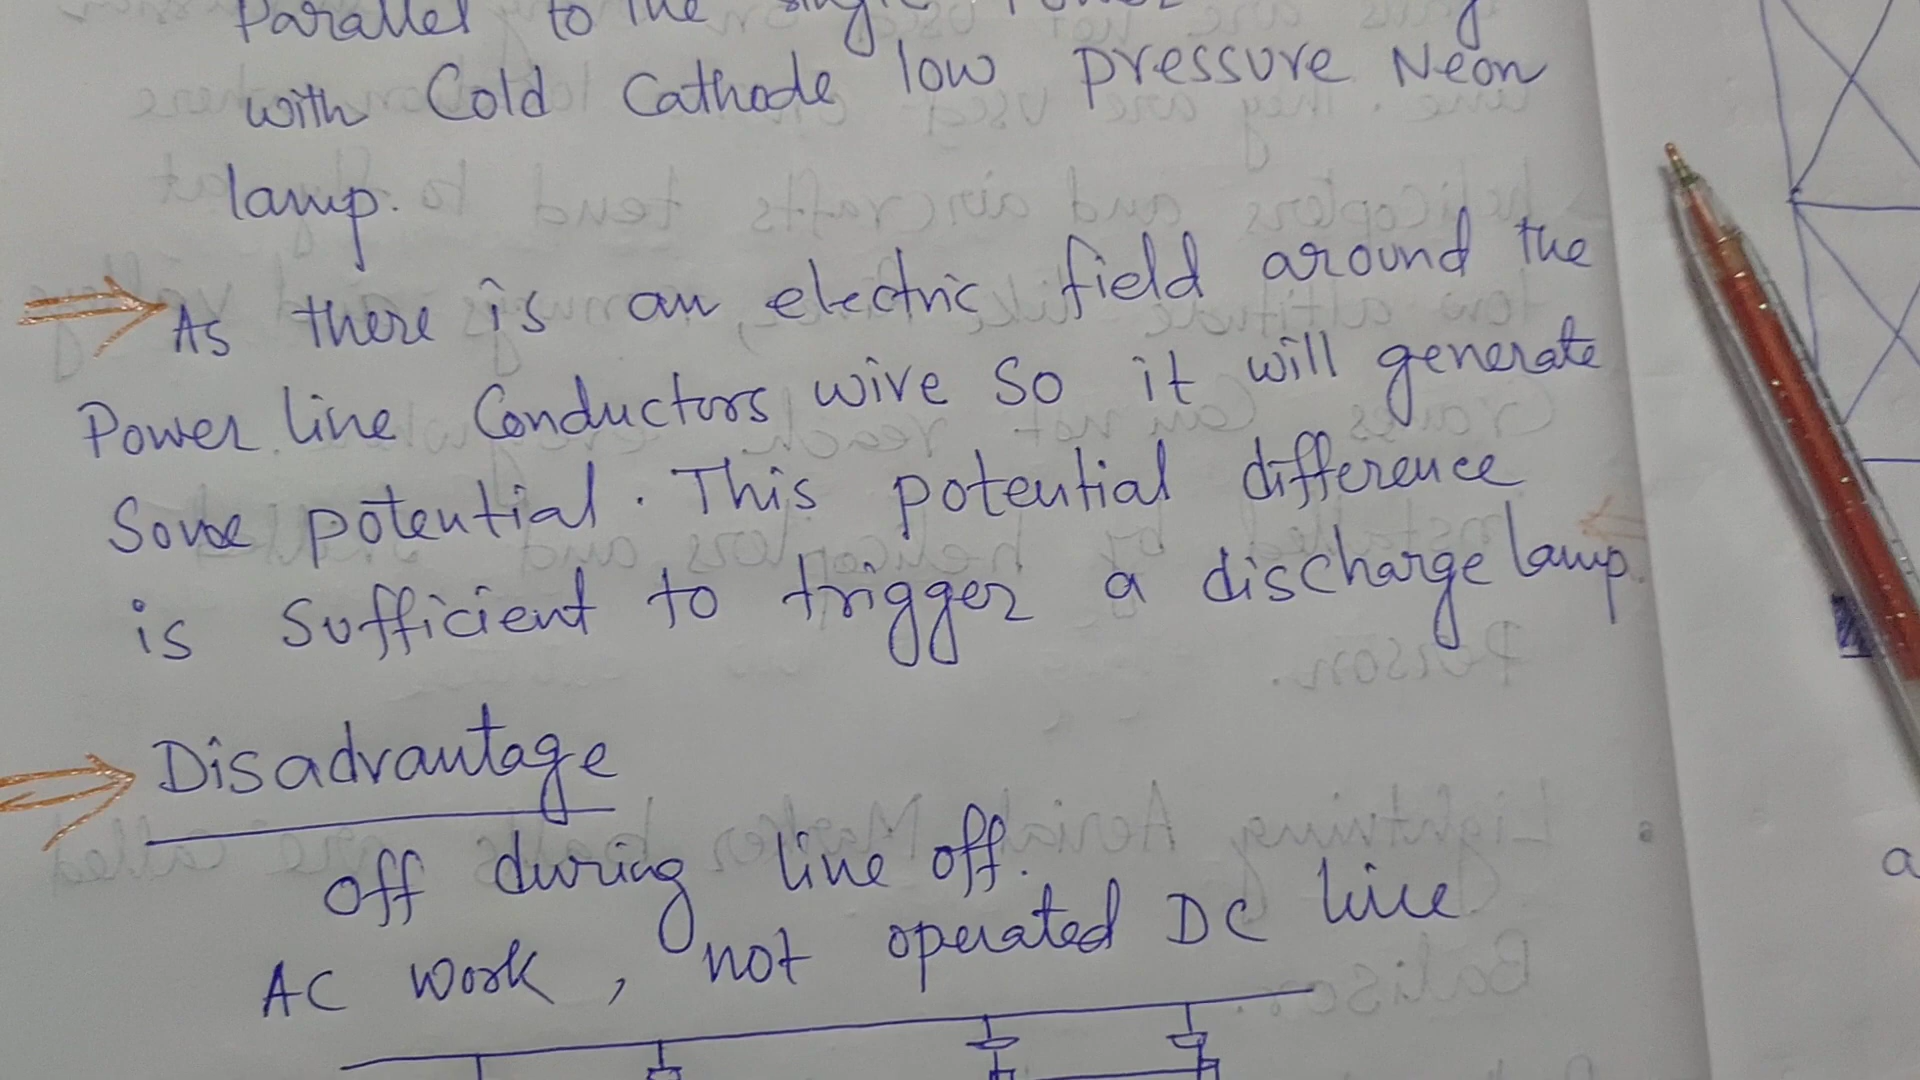 Parallel to the single Power
with Cold Cathode low pressure Neon
lamp.
As there is an electric field around the
Power line Conductors wire So it will generate
Some potential. This potential difference
is Sufficient to trigger a discharge lamp
Disadvantage
off during line off.
AC work, not operated DC line
a